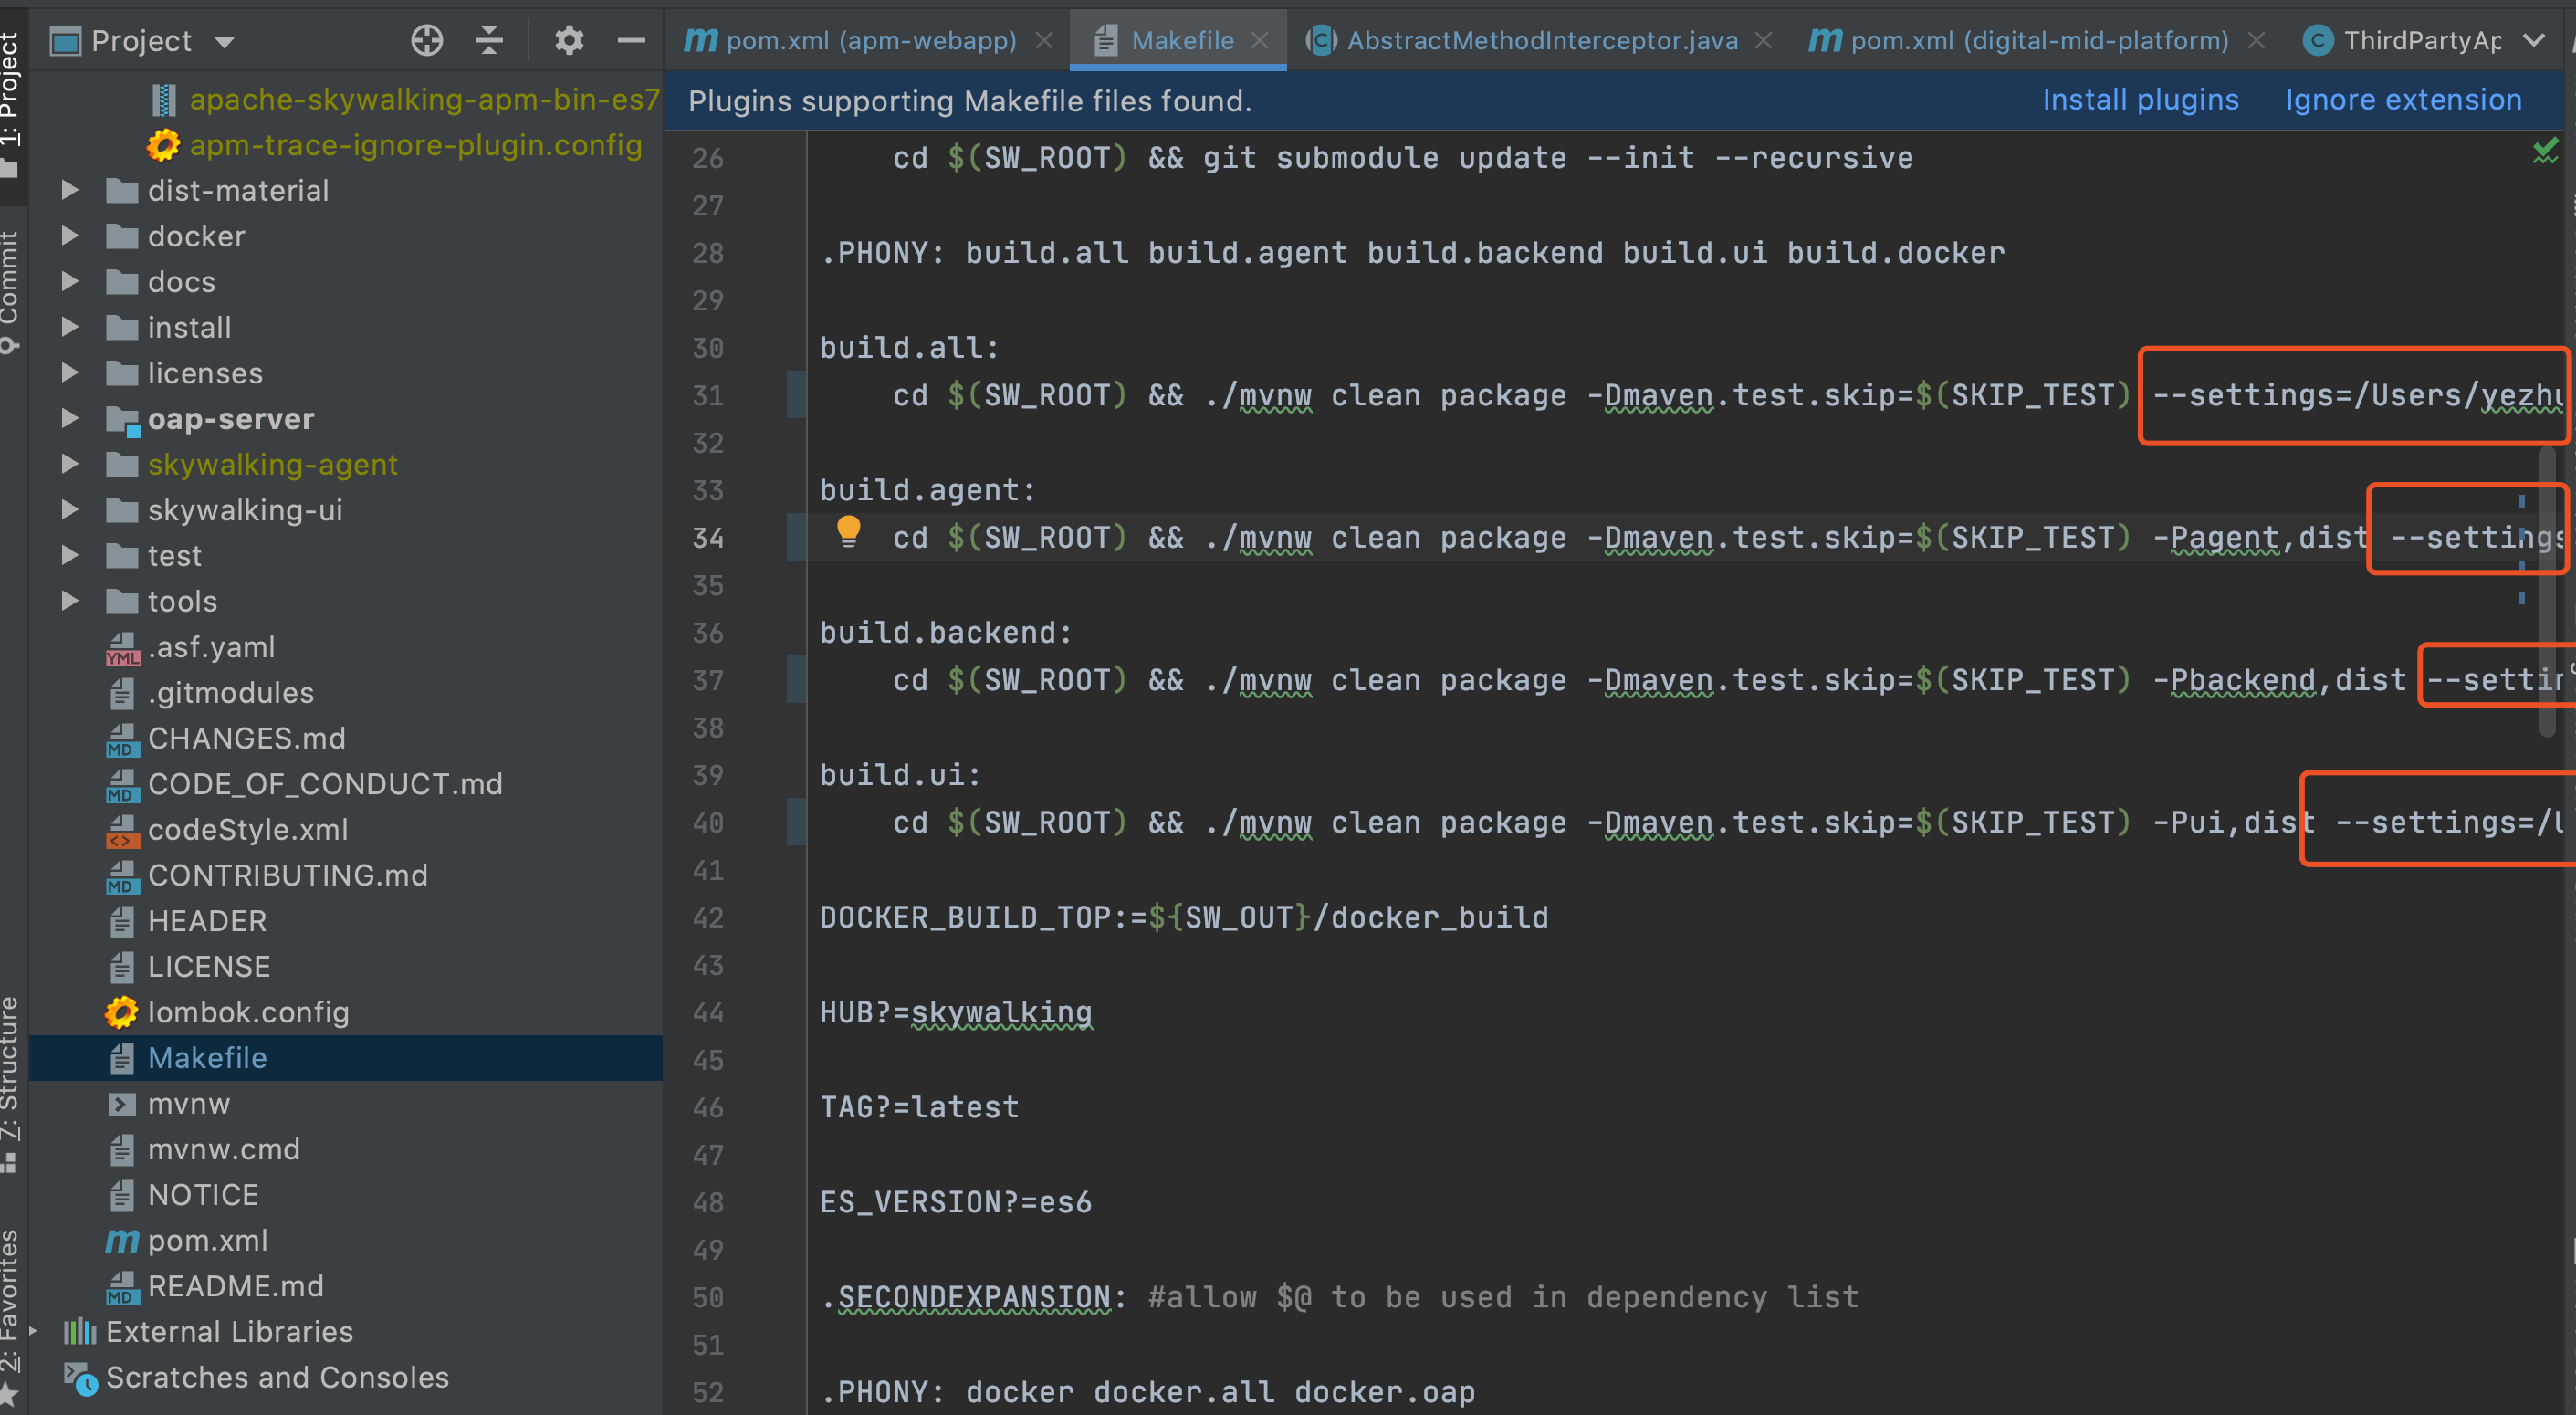 Project
pom.xml (apm-webapp)
Makefile
AbstractMethodInterceptor.java
pom.xml (digital-mid-platform)
ThirdPartyAp
1: Project
Commit
7: Structure
2: Favorites
apache-skywalking-apm-bin-es7
apm-trace-ignore-plugin.config
dist-material
docker
docs
install
licenses
oap-server
skywalking-agent
skywalking-ui
test
tools
.asf.yaml
.gitmodules
CHANGES.md
CODE_OF_CONDUCT.md
codeStyle.xml
CONTRIBUTING.md
HEADER
LICENSE
lombok.config
Makefile
mvnw
mvnw.cmd
NOTICE
pom.xml
README.md
External Libraries
Scratches and Consoles
Plugins supporting Makefile files found. Install plugins Ignore extension
26 cd $(SW_ROOT) && git submodule update --init --recursive
27
28 .PHONY: build.all build.agent build.backend build.ui build.docker
29
30 build.all:
31 cd $(SW_ROOT) && ./mvnw clean package -Dmaven.test.skip=$(SKIP_TEST) --settings=/Users/yezhu
32
33 build.agent:
34 cd $(SW_ROOT) && ./mvnw clean package -Dmaven.test.skip=$(SKIP_TEST) -Pagent,dist --settings
35
36 build.backend:
37 cd $(SW_ROOT) && ./mvnw clean package -Dmaven.test.skip=$(SKIP_TEST) -Pbackend,dist --settin
38
39 build.ui:
40 cd $(SW_ROOT) && ./mvnw clean package -Dmaven.test.skip=$(SKIP_TEST) -Pui,dist --settings=/U
41
42 DOCKER_BUILD_TOP:=${SW_OUT}/docker_build
43
44 HUB?=skywalking
45
46 TAG?=latest
47
48 ES_VERSION?=es6
49
50 .SECONDEXPANSION: #allow $@ to be used in dependency list
51
52 .PHONY: docker docker.all docker.oap